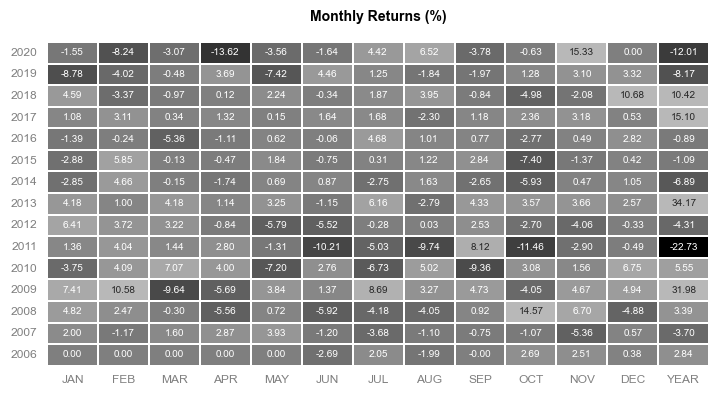 Monthly Returns (%)
2020 -1.55 -8.24 -3.07 -13.62 -3.56 -1.64 4.42 6.52 -3.78 -0.63 15.33 0.00 -12.01
2019 -8.78 -4.02 -0.48 3.69 -7.42 4.46 1.25 -1.84 -1.97 1.28 3.10 3.32 -8.17
2018 4.59 -3.37 -0.97 0.12 2.24 -0.34 1.87 3.95 -0.84 -4.98 -2.08 10.68 10.42
2017 1.08 3.11 0.34 1.32 0.15 1.64 1.68 -2.30 1.18 2.36 3.18 0.53 15.10
2016 -1.39 -0.24 -5.36 -1.11 0.62 -0.06 4.68 1.01 0.77 -2.77 0.49 2.82 -0.89
2015 -2.88 5.85 -0.13 -0.47 1.84 -0.75 0.31 1.22 2.84 -7.40 -1.37 0.42 -1.09
2014 -2.85 4.66 -0.15 -1.74 0.69 0.87 -2.75 1.63 -2.65 -5.93 0.47 1.05 -6.89
2013 4.18 1.00 4.18 1.14 3.25 -1.15 6.16 -2.79 4.33 3.57 3.66 2.57 34.17
2012 6.41 3.72 3.22 -0.84 -5.79 -5.52 -0.28 0.03 2.53 -2.70 -4.06 -0.33 -4.31
2011 1.36 4.04 1.44 2.80 -1.31 -10.21 -5.03 -9.74 8.12 -11.46 -2.90 -0.49 -22.73
2010 -3.75 4.09 7.07 4.00 -7.20 2.76 -6.73 5.02 -9.36 3.08 1.56 6.75 5.55
2009 7.41 10.58 -9.64 -5.69 3.84 1.37 8.69 3.27 4.73 -4.05 4.67 4.94 31.98
2008 4.82 2.47 -0.30 -5.56 0.72 -5.92 -4.18 -4.05 0.92 14.57 6.70 -4.88 3.39
2007 2.00 -1.17 1.60 2.87 3.93 -1.20 -3.68 -1.10 -0.75 -1.07 -5.36 0.57 -3.70
2006 0.00 0.00 0.00 0.00 0.00 -2.69 2.05 -1.99 -0.00 2.69 2.51 0.38 2.84
JAN FEB MAR APR MAY JUN JUL AUG SEP OCT NOV DEC YEAR